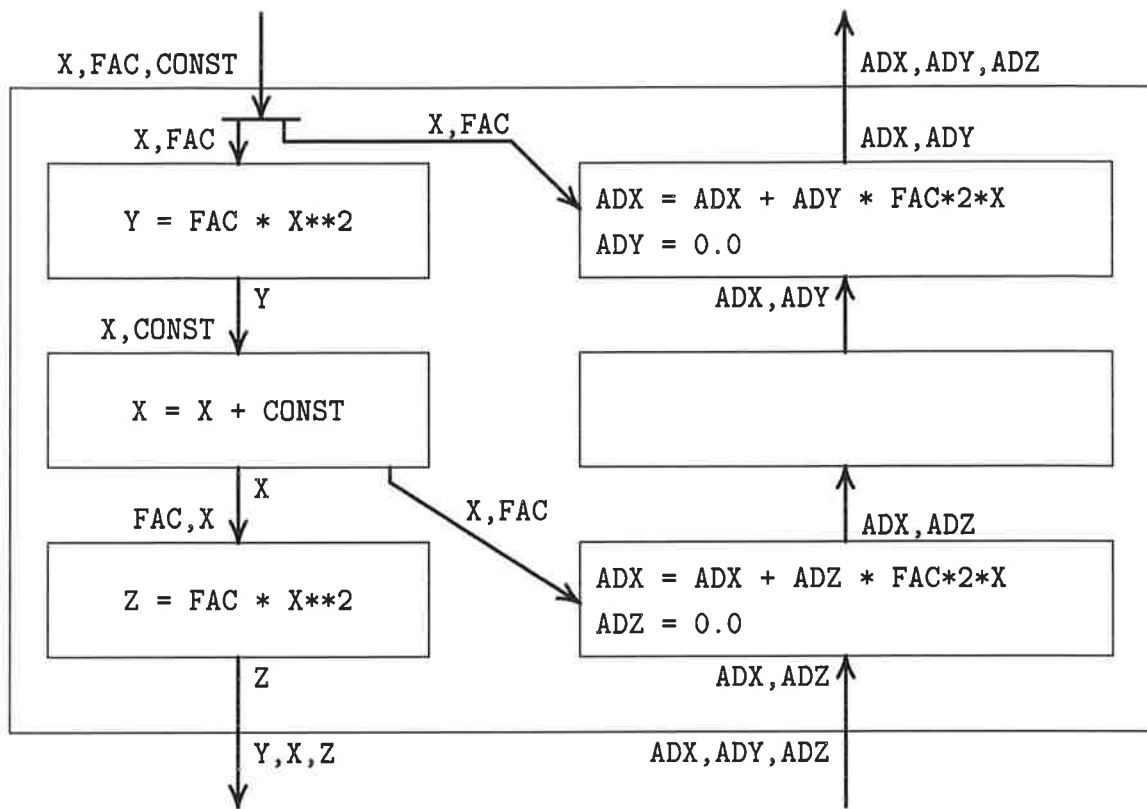 X,FAC,CONST
ADX,ADY,ADZ
X,FAC
X,FAC
ADX,ADY
Y = FAC * X**2
ADX = ADX + ADY * FAC*2*X
ADY = 0.0
Y
ADX,ADY
X,CONST
X = X + CONST
X
X,FAC
FAC,X
ADX,ADZ
Z = FAC * X**2
ADX = ADX + ADZ * FAC*2*X
ADZ = 0.0
Z
ADX,ADZ
Y,X,Z
ADX,ADY,ADZ